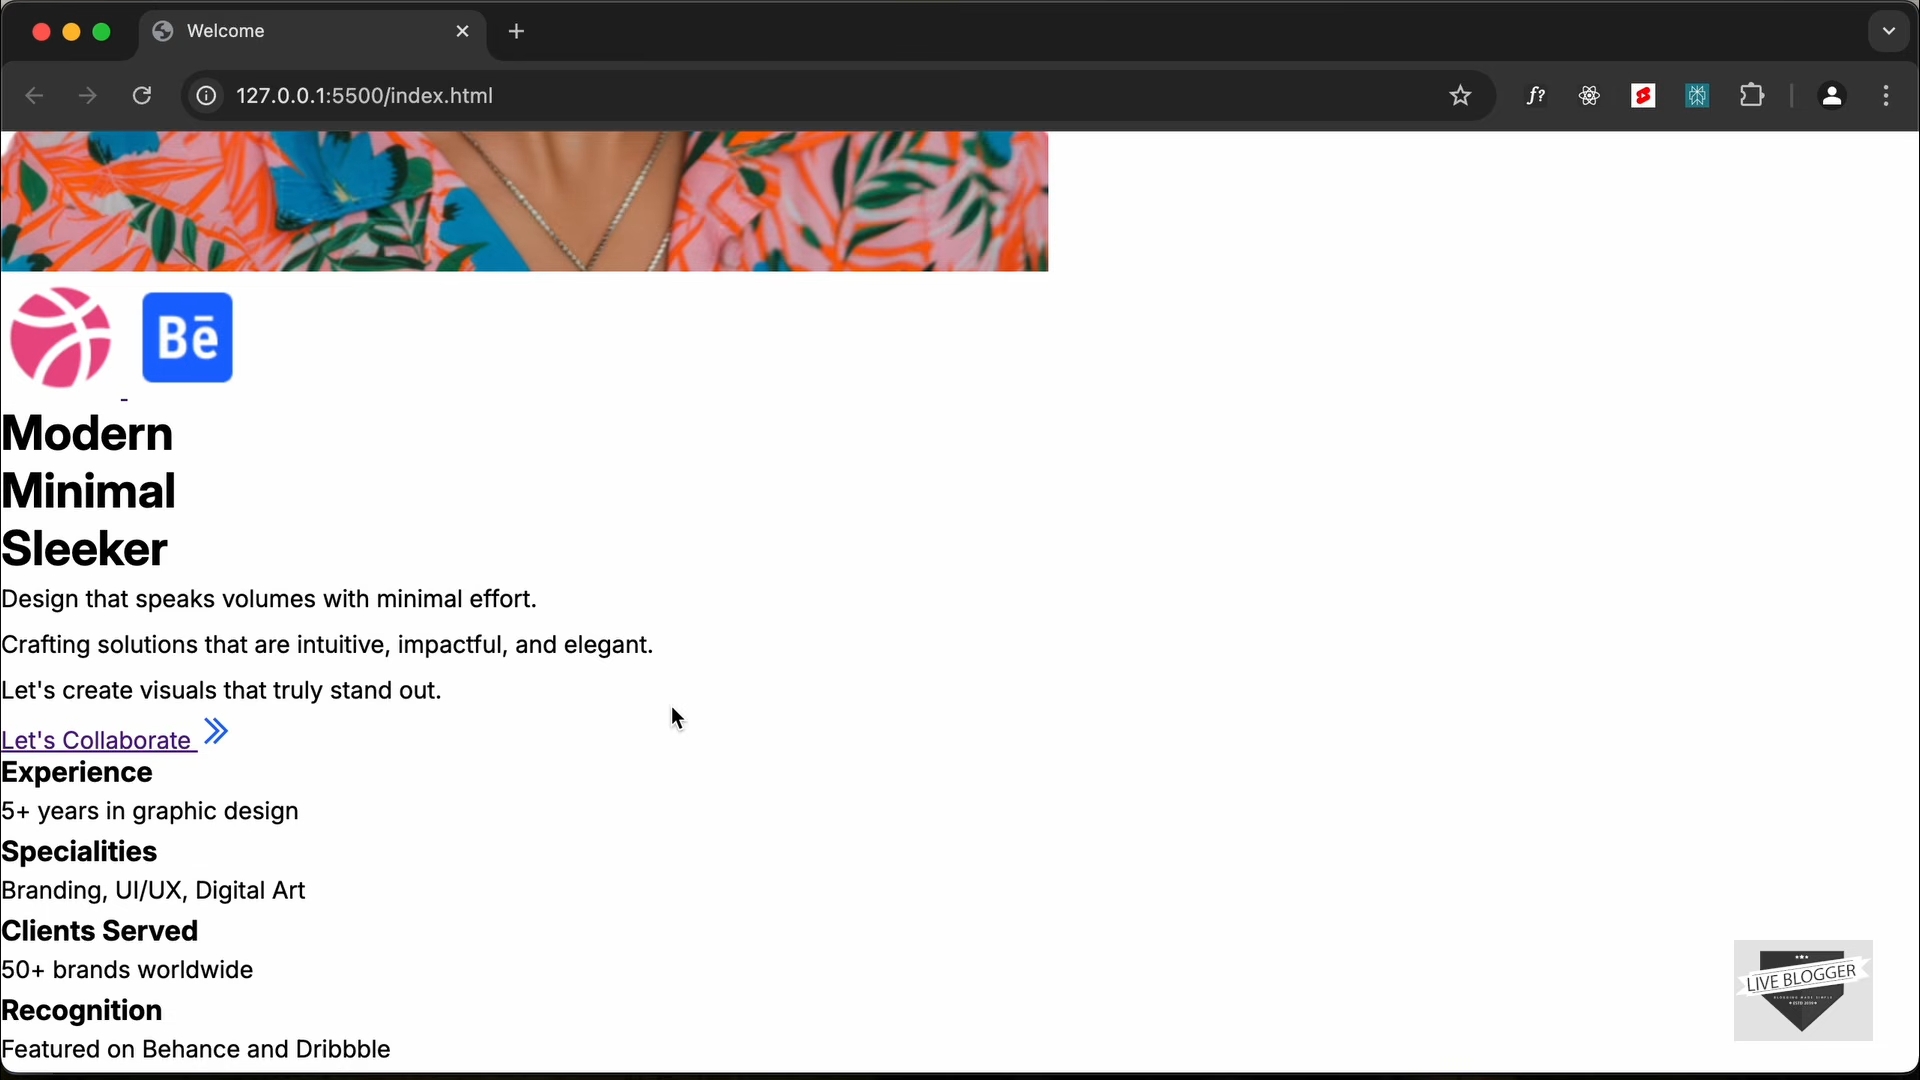 Welcome
127.0.0.1:5500/index.html
f?
Bē
Modern
Minimal
Sleeker
Design that speaks volumes with minimal effort.
Crafting solutions that are intuitive, impactful, and elegant.
Let's create visuals that truly stand out.
Let's Collaborate
Experience
5+ years in graphic design
Specialities
Branding, UI/UX, Digital Art
Clients Served
50+ brands worldwide
Recognition
Featured on Behance and Dribbble
LIVE BLOGGER